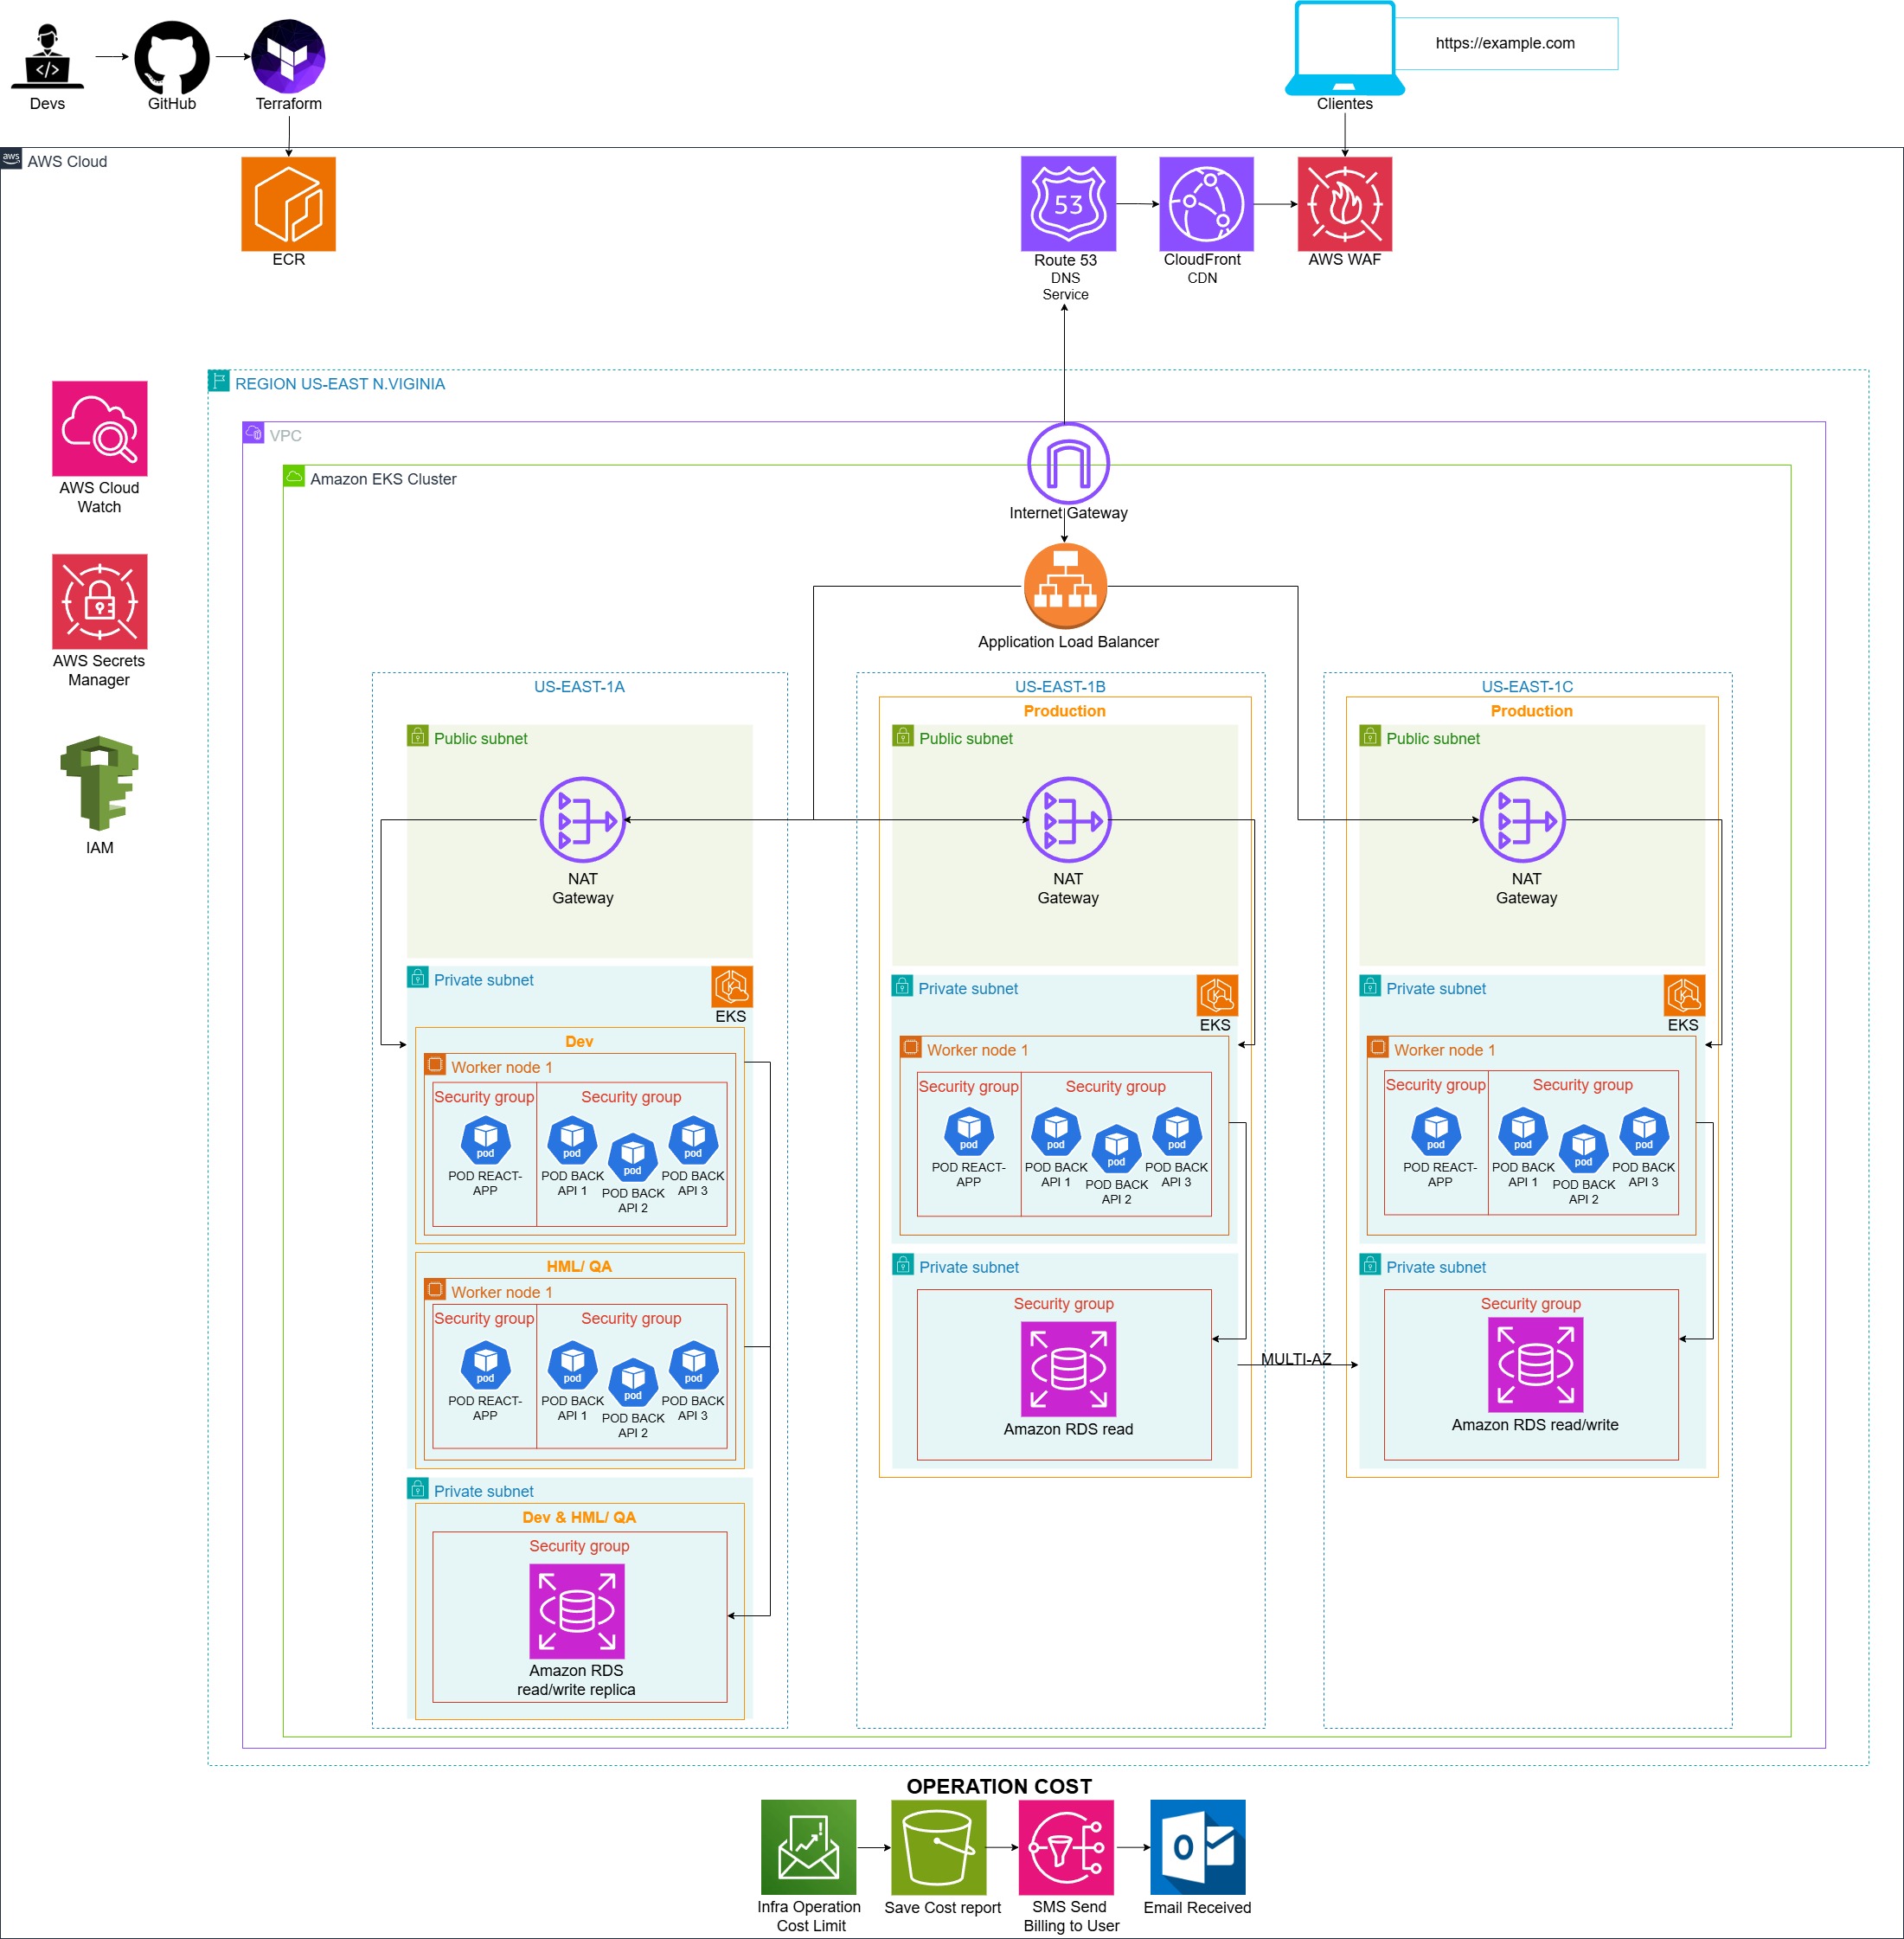 https://example.com
</>
Devs
GitHub
Terraform
Clientes
aws
AWS Cloud
53
ECR
Route 53
DNS
Service
CloudFront
CDN
AWS WAF
REGION US-EAST N.VIGINIA
VPC
Amazon EKS Cluster
AWS Cloud
Watch
Internet Gateway
Application Load Balancer
AWS Secrets
Manager
IAM
US-EAST-1A
Public subnet
NAT
Gateway
Private subnet
EKS
Dev
Worker node 1
Security group
Security group
pod
pod
pod
pod
POD REACT-
APP
POD BACK
API 1
POD BACK
API 2
POD BACK
API 3
HML/ QA
Worker node 1
Security group
Security group
pod
pod
pod
pod
POD REACT-
APP
POD BACK
API 1
POD BACK
API 2
POD BACK
API 3
Private subnet
Dev & HML/ QA
Security group
Amazon RDS
read/write replica
US-EAST-1B
Production
Public subnet
NAT
Gateway
Private subnet
K
EKS
Worker node 1
Security group
Security group
pod
pod
pod
pod
POD REACT-
APP
POD BACK
API 1
POD BACK
API 2
POD BACK
API 3
Private subnet
Security group
Amazon RDS read
MULTI-AZ
US-EAST-1C
Production
Public subnet
NAT
Gateway
Private subnet
K
EKS
Worker node 1
Security group
Security group
pod
pod
pod
pod
POD REACT-
APP
POD BACK
API 1
POD BACK
API 2
POD BACK
API 3
Private subnet
Security group
Amazon RDS read/write
OPERATION COST
Infra Operation
Cost Limit
Save Cost report
SMS Send
Billing to User
O
Email Received